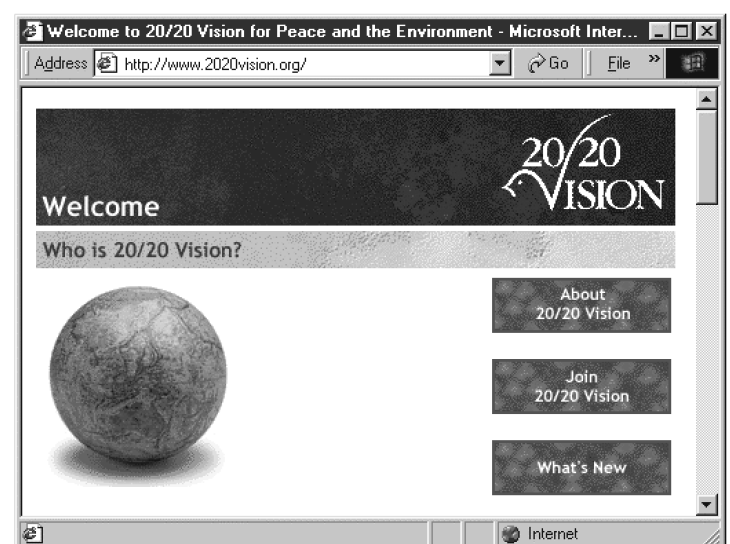 Welcome to 20/20 Vision for Peace and the Environment - Microsoft Inter...
Address http://www.2020vision.org/ Go File »
20/20
VISION
Welcome
Who is 20/20 Vision?
About
20/20 Vision
Join
20/20 Vision
What's New
Internet